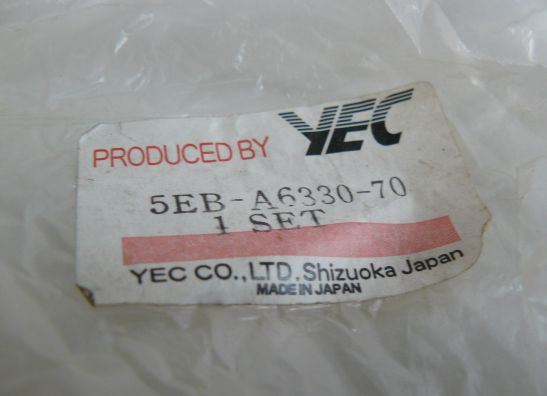 PRODUCED BY YEC
5EB-A6330-70
1 SET
YEC CO.,LTD. Shizuoka Japan
MADE IN JAPAN